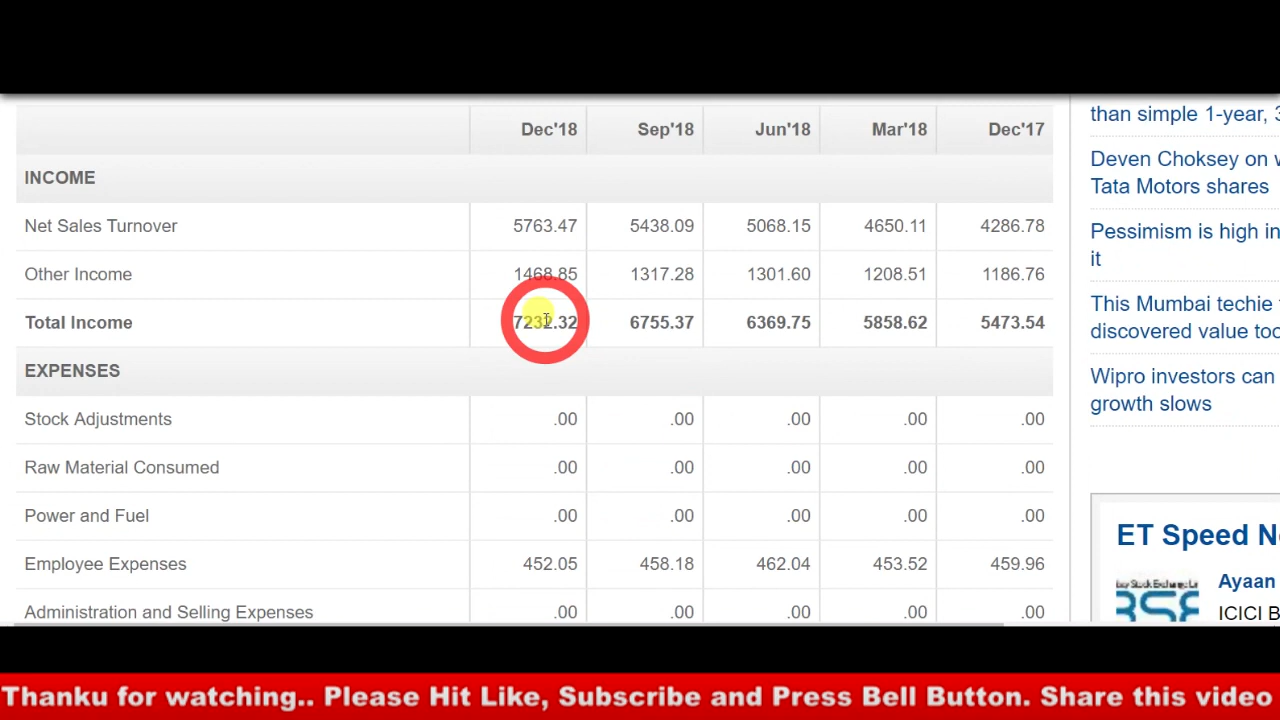 Dec'18 Sep'18 Jun'18 Mar'18 Dec'17
INCOME
Net Sales Turnover 5763.47 5438.09 5068.15 4650.11 4286.78
Other Income 1468.85 1317.28 1301.60 1208.51 1186.76
Total Income 7232.32 6755.37 6369.75 5858.62 5473.54
EXPENSES
Stock Adjustments .00 .00 .00 .00 .00
Raw Material Consumed .00 .00 .00 .00 .00
Power and Fuel .00 .00 .00 .00 .00
Employee Expenses 452.05 458.18 462.04 453.52 459.96
Administration and Selling Expenses .00 .00 .00 .00 .00
than simple 1-year, 3
Deven Choksey on w
Tata Motors shares
Pessimism is high in
it
This Mumbai techie
discovered value too
Wipro investors can
growth slows
ET Speed N
Ayaan
ICICI B
Thanku for watching.. Please Hit Like, Subscribe and Press Bell Button. Share this video